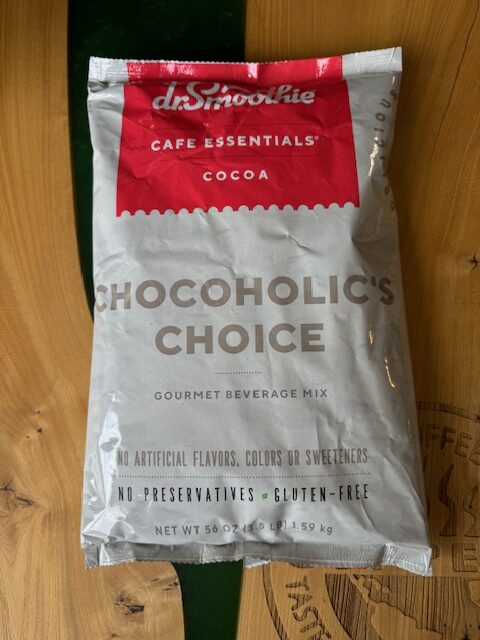 dr.Smoothie
CAFE ESSENTIALS®
COCOA
DELICIOUS
CHOCOHOLIC'S
CHOICE
GOURMET BEVERAGE MIX
NO ARTIFICIAL FLAVORS, COLORS OR SWEETENERS
NO PRESERVATIVES GLUTEN-FREE
NET WT 56 OZ (3.5 LB) 1.59 kg